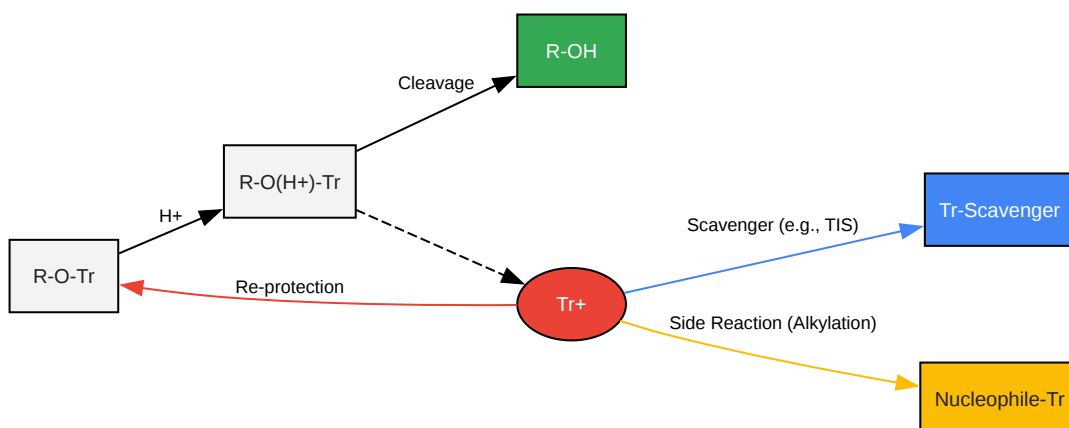 R-OH
Cleavage
R-O(H+)-Tr
H+
R-O-Tr
Re-protection
Tr+
Scavenger (e.g., TIS)
Tr-Scavenger
Side Reaction (Alkylation)
Nucleophile-Tr